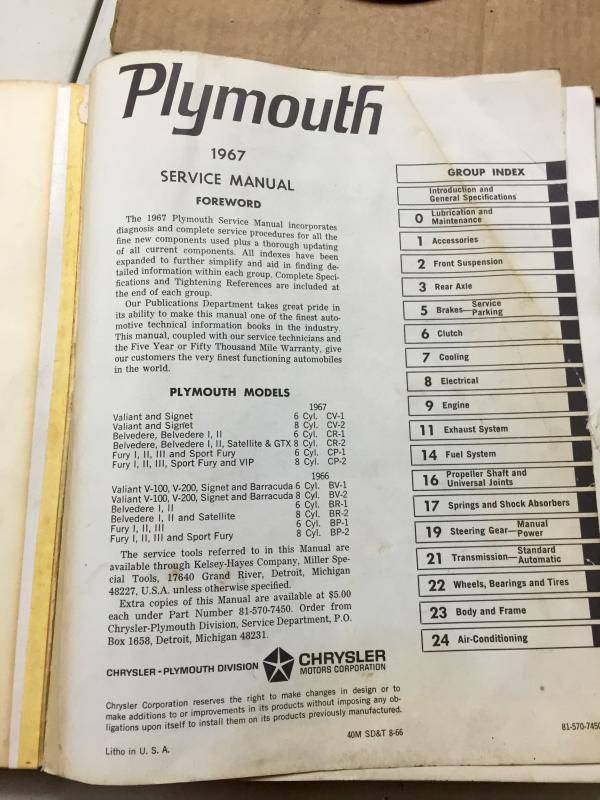 Plymouth
1967
SERVICE MANUAL
FOREWORD
The 1967 Plymouth Service Manual incorporates
diagnosis and complete service procedures for all the
fine new components used plus a thorough updating
of all current components. All indexes have been
expanded to further simplify and aid in finding de-
tailed information within each group. Complete Speci-
fications and Tightening References are included at
the end of each group.
Our Publications Department takes great pride in
its ability to make this manual one of the finest auto-
motive technical information books in the industry.
This manual, coupled with our service technicians and
the Five Year or Fifty Thousand Mile Warranty, give
our customers the very finest functioning automobiles
in the world.
PLYMOUTH MODELS
1967
Valiant and Signet 6 Cyl. CV-1
Valiant and Signet 8 Cyl. CV-2
Belvedere, Belvedere I, II 6 Cyl. CR-1
Belvedere, Belvedere I, II, Satellite & GTX 8 Cyl. CR-2
Fury I, II, III and Sport Fury 6 Cyl. CP-1
Fury I, II, III, Sport Fury and VIP 8 Cyl. CP-2
1966
Valiant V-100, V-200, Signet and Barracuda 6 Cyl. BV-1
Valiant V-100, V-200, Signet and Barracuda 8 Cyl. BV-2
Belvedere I, II 6 Cyl. BR-1
Belvedere I, II and Satellite 8 Cyl. BR-2
Fury I, II, III 6 Cyl. BP-1
Fury I, II, III and Sport Fury 8 Cyl. BP-2
The service tools referred to in this Manual are
available through Kelsey-Hayes Company, Miller Spe-
cial Tools, 17640 Grand River, Detroit, Michigan
48227, U.S.A. unless otherwise specified.
Extra copies of this Manual are available at $5.00
each under Part Number 81-570-7450. Order from
Chrysler-Plymouth Division, Service Department, P.O.
Box 1658, Detroit, Michigan 48231.
CHRYSLER-PLYMOUTH DIVISION
CHRYSLER
MOTORS CORPORATION
Chrysler Corporation reserves the right to make changes in design or to
make additions to or improvements in its products without imposing any ob-
ligations upon itself to install them on its products previously manufactured.
Litho in U. S. A.
40M SD&T 8-66
81-570-7450
GROUP INDEX
Introduction and
General Specifications
0 Lubrication and
Maintenance
1 Accessories
2 Front Suspension
3 Rear Axle
5 Brakes—Service
Parking
6 Clutch
7 Cooling
8 Electrical
9 Engine
11 Exhaust System
14 Fuel System
16 Propeller Shaft and
Universal Joints
17 Springs and Shock Absorbers
19 Steering Gear—Manual
Power
21 Transmission—Standard
Automatic
22 Wheels, Bearings and Tires
23 Body and Frame
24 Air-Conditioning